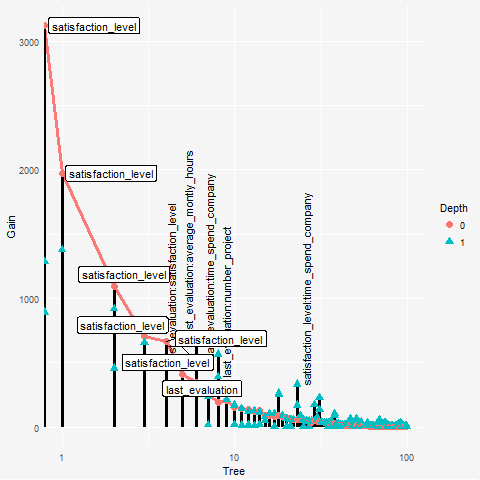 3000
2000
1000
0
Gain
1
10
100
Tree
satisfaction_level
satisfaction_level
satisfaction_level
satisfaction_level
satisfaction_level
satisfaction_level
last_evaluation
evaluation:satisfaction_level
st_evaluation:average_montly_hours
evaluation:time_spend_company
last_e
luation:number_project
satisfaction_level:time_spend_company
Depth
0
1